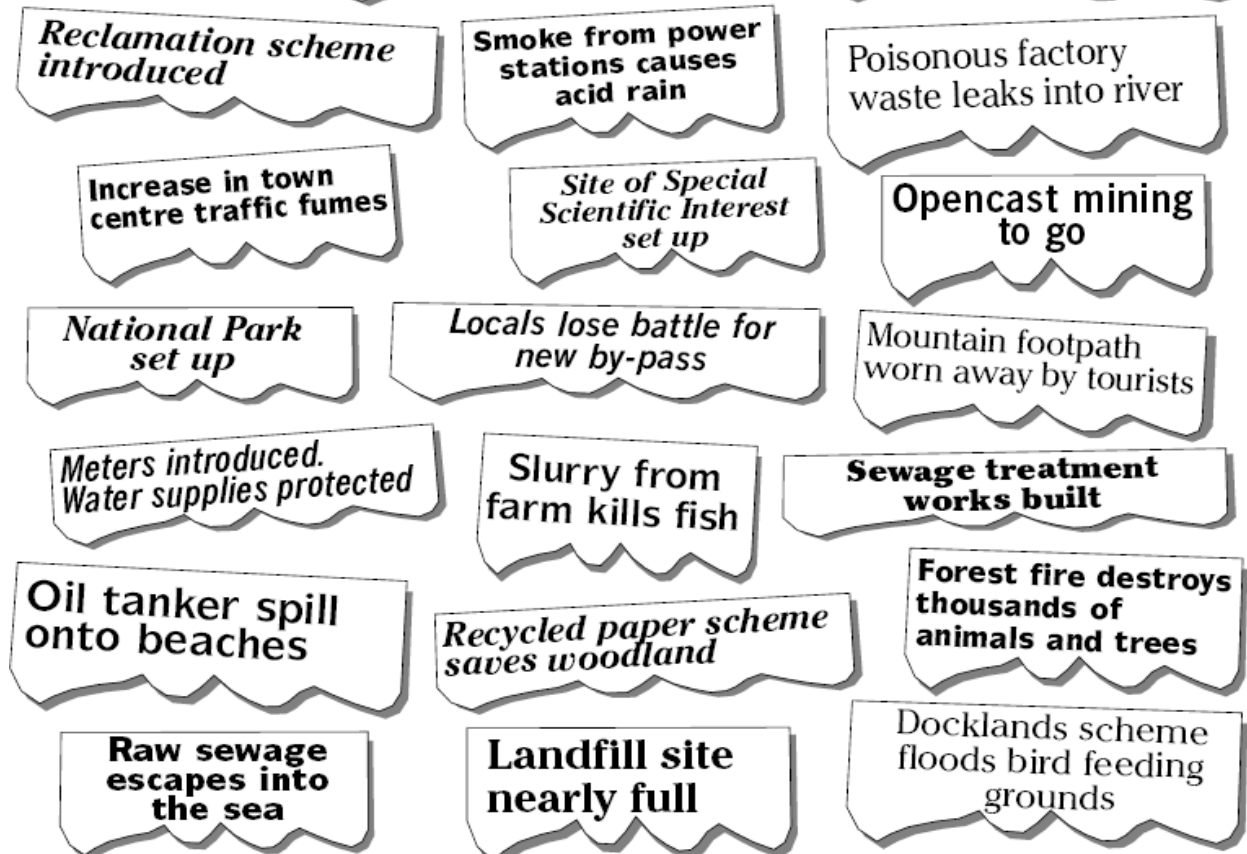 Reclamation scheme
introduced
Smoke from power
stations causes
acid rain
Poisonous factory
waste leaks into river
Increase in town
centre traffic fumes
Site of Special
Scientific Interest
set up
Opencast mining
to go
National Park
set up
Locals lose battle for
new by-pass
Mountain footpath
worn away by tourists
Meters introduced.
Water supplies protected
Slurry from
farm kills fish
Sewage treatment
works built
Oil tanker spill
onto beaches
Recycled paper scheme
saves woodland
Forest fire destroys
thousands of
animals and trees
Raw sewage
escapes into
the sea
Landfill site
nearly full
Docklands scheme
floods bird feeding
grounds